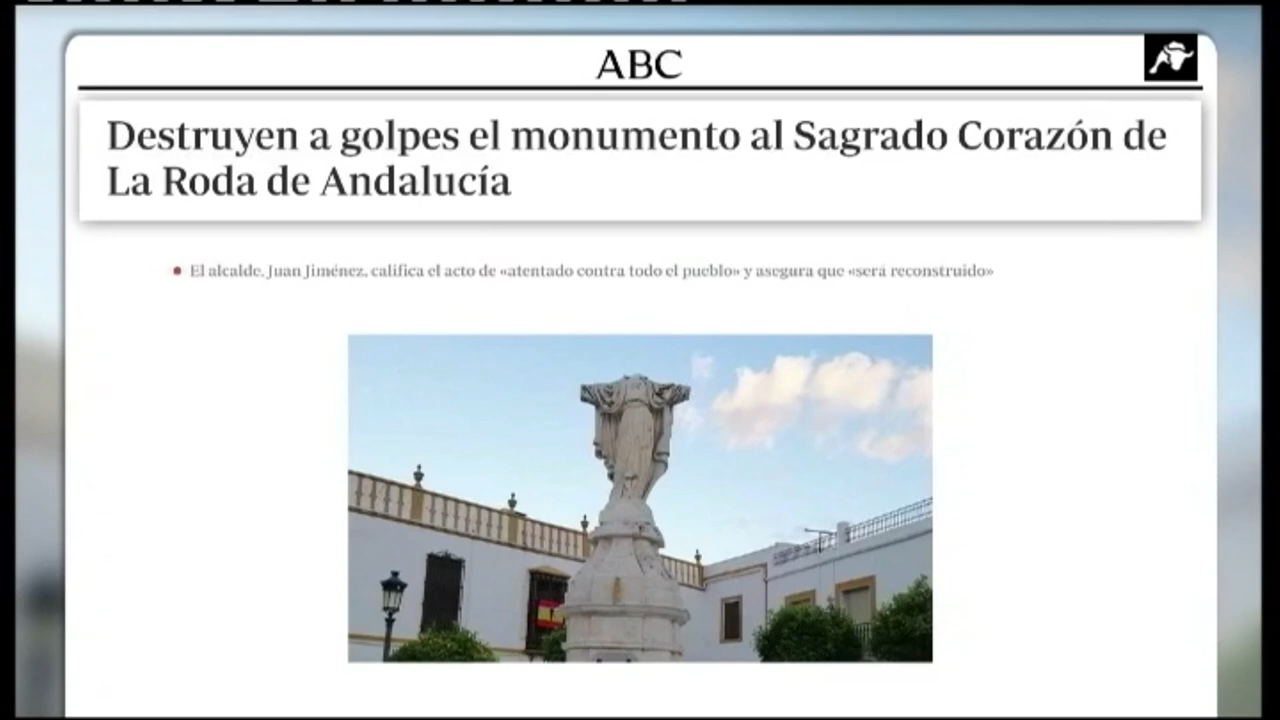 ABC
Destruyen a golpes el monumento al Sagrado Corazón de
La Roda de Andalucía
El alcalde, Juan Jiménez, califica el acto de «atentado contra todo el pueblo» y asegura que «será reconstruido»